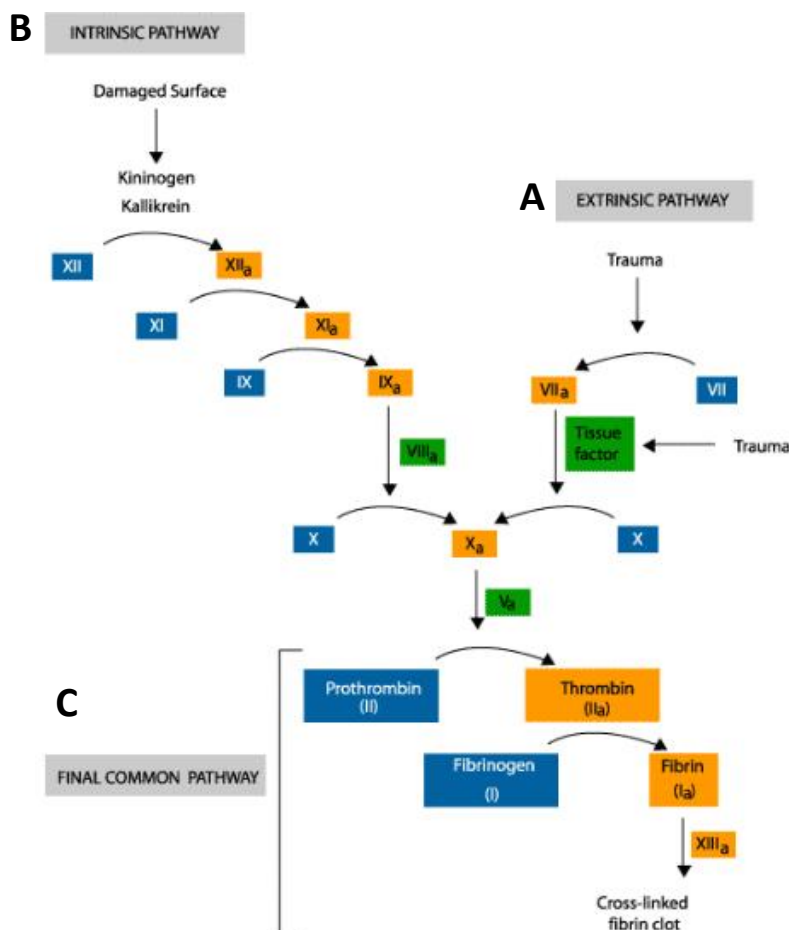 B
INTRINSIC PATHWAY
Damaged Surface
Kininogen
Kallikrein
A
EXTRINSIC PATHWAY
Trauma
XII
XIIa
XI
XIa
IX
IXa
VIIa
VII
VIIIa
Tissue
factor
Trauma
X
Xa
X
Va
C
FINAL COMMON PATHWAY
Prothrombin
(II)
Thrombin
(IIa)
Fibrinogen
(I)
Fibrin
(Ia)
XIIIa
Cross-linked
fibrin clot